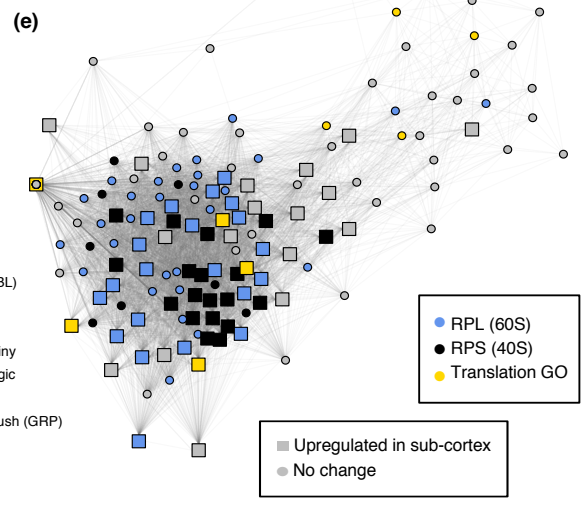 (e)
BL)
iny
gic
ush (GRP)
RPL (60S)
RPS (40S)
Translation GO
Upregulated in sub-cortex
No change